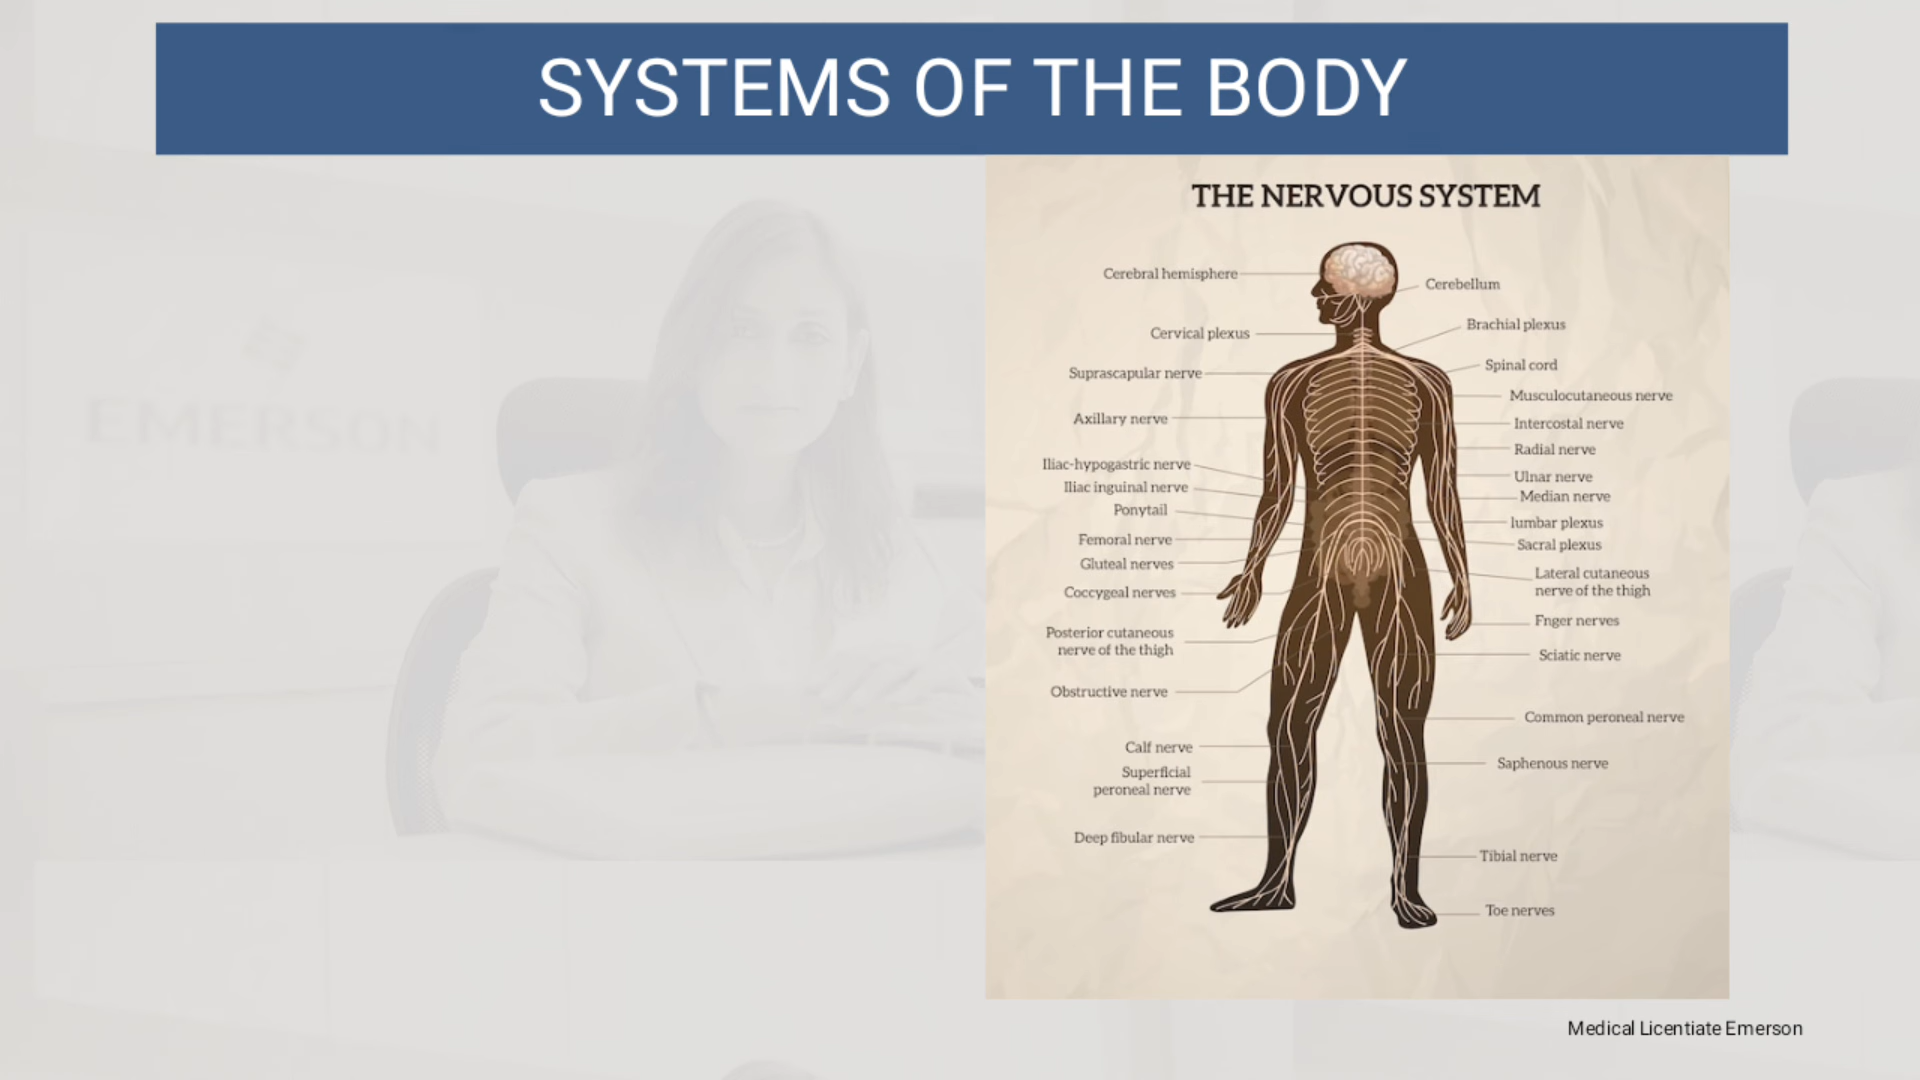 SYSTEMS OF THE BODY
THE NERVOUS SYSTEM
Cerebral hemisphere
Cervical plexus
Suprascapular nerve
Axillary nerve
Iliac-hypogastric nerve
Iliac inguinal nerve
Ponytail
Femoral nerve
Gluteal nerves
Coccygeal nerves
Posterior cutaneous
nerve of the thigh
Obstructive nerve
Calf nerve
Superficial
peroneal nerve
Deep fibular nerve
Cerebellum
Brachial plexus
Spinal cord
Musculocutaneous nerve
Intercostal nerve
Radial nerve
Ulnar nerve
Median nerve
lumbar plexus
Sacral plexus
Lateral cutaneous
nerve of the thigh
Fnger nerves
Sciatic nerve
Common peroneal nerve
Saphenous nerve
Tibial nerve
Toe nerves
EMERSON
Medical Licentiate Emerson